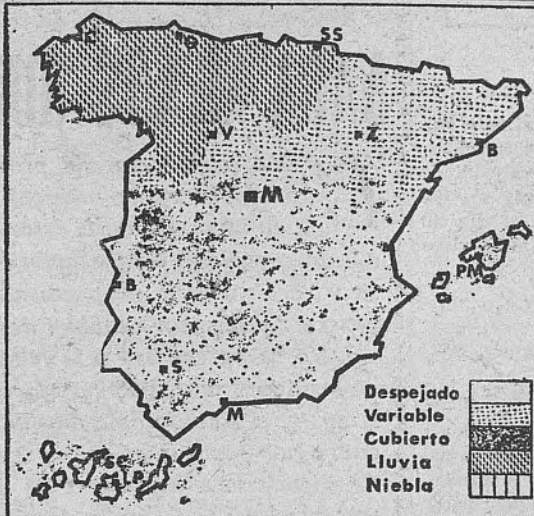 C O SS
V Z B
M
B PM
S
M
Despejado
Variable
Cubierto
Lluvia
Niebla
SC LP